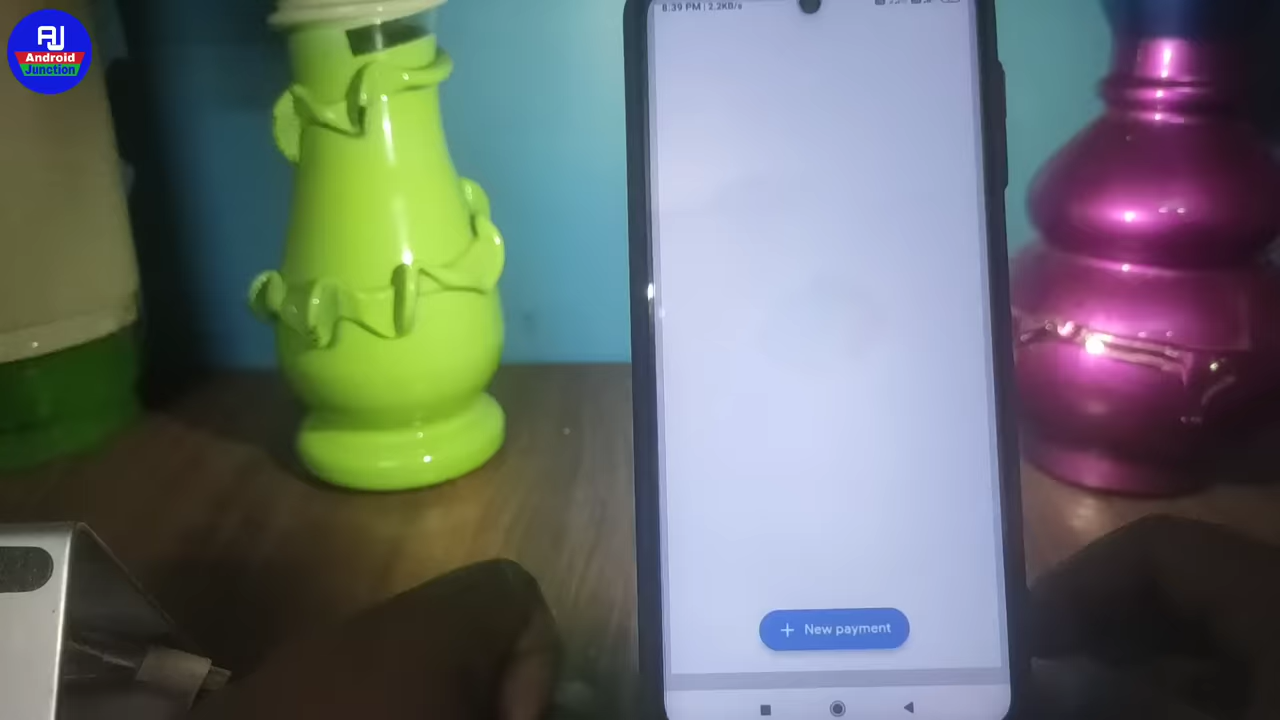 AJ
Android
Junction
8:39 PM | 2.2KB/s
+ New payment